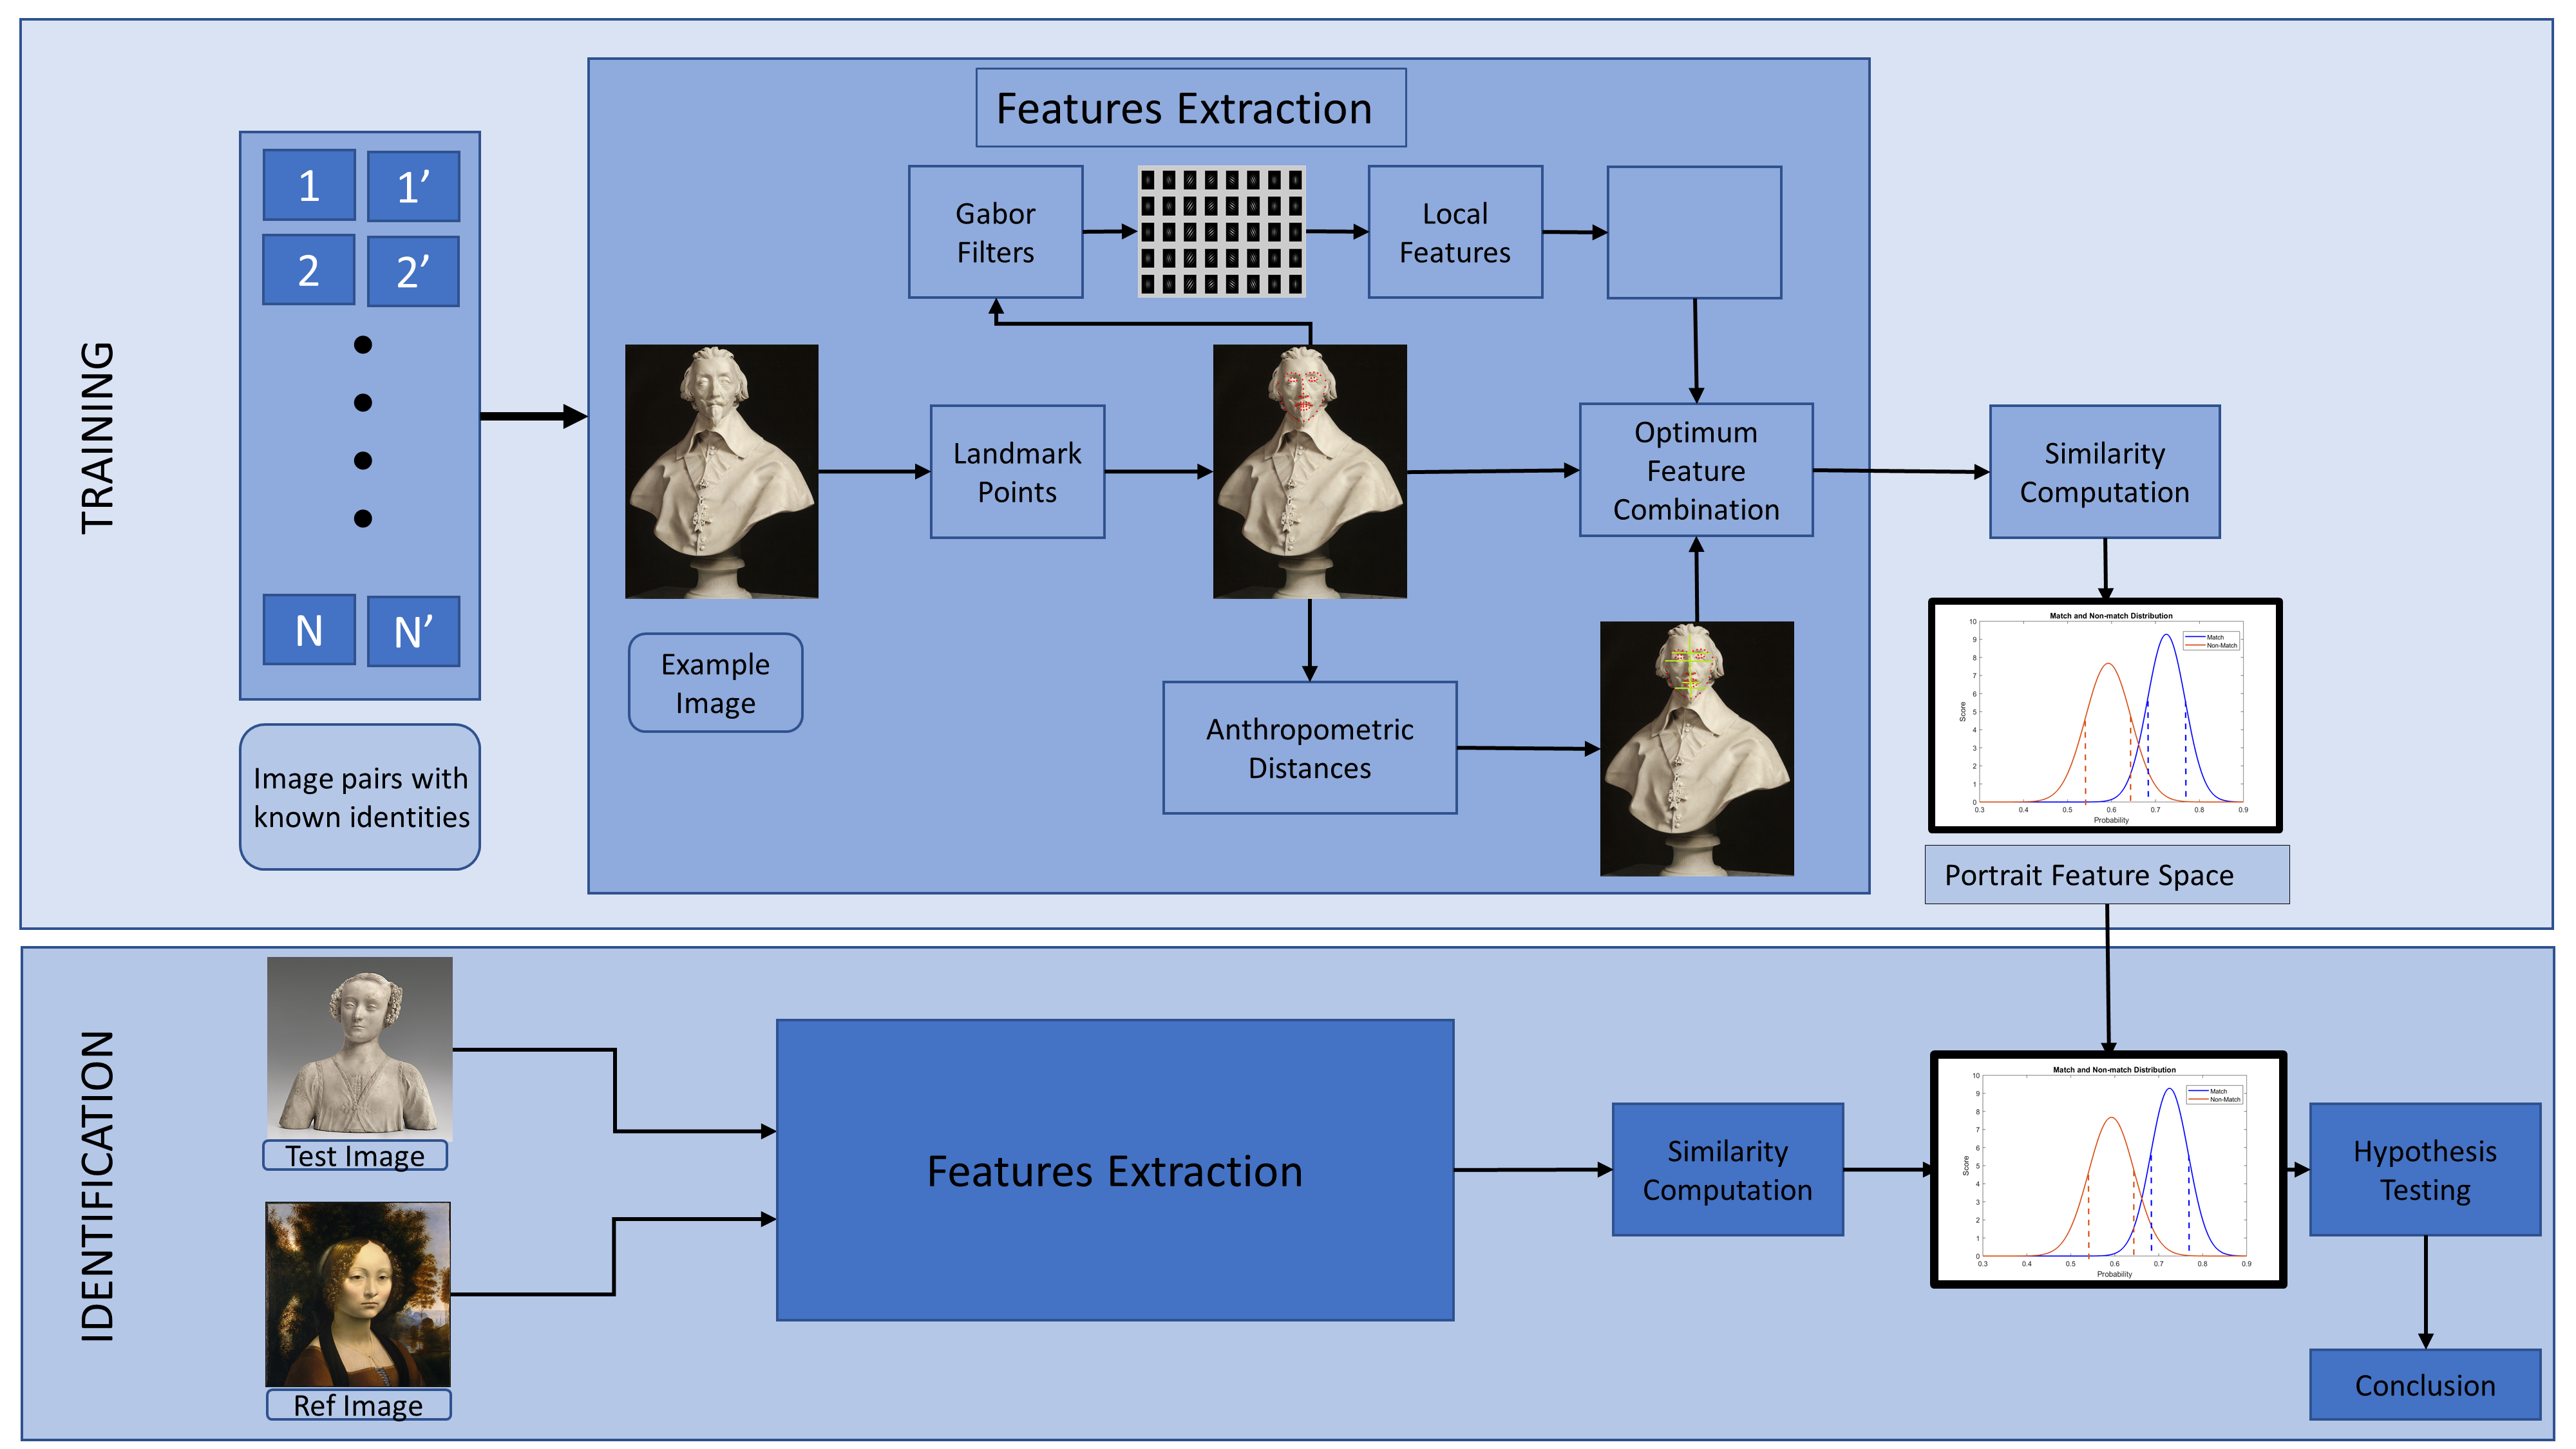 TRAINING
1
1’
2
2’
N
N’
Image pairs with
known identities
Features Extraction
Gabor
Filters
Local
Features
Landmark
Points
Example
Image
Anthropometric
Distances
Optimum
Feature
Combination
Similarity
Computation
Match and Non-match Distribution
Match
Non-Match
Score
10
9
8
7
6
5
4
3
2
1
0
0.3 0.4 0.5 0.6 0.7 0.8 0.9
Probability
Portrait Feature Space
IDENTIFICATION
Test Image
Ref Image
Features Extraction
Similarity
Computation
Match and Non-match Distribution
Match
Non-Match
Score
10
9
8
7
6
5
4
3
2
1
0
0.3 0.4 0.5 0.6 0.7 0.8 0.9
Probability
Hypothesis
Testing
Conclusion